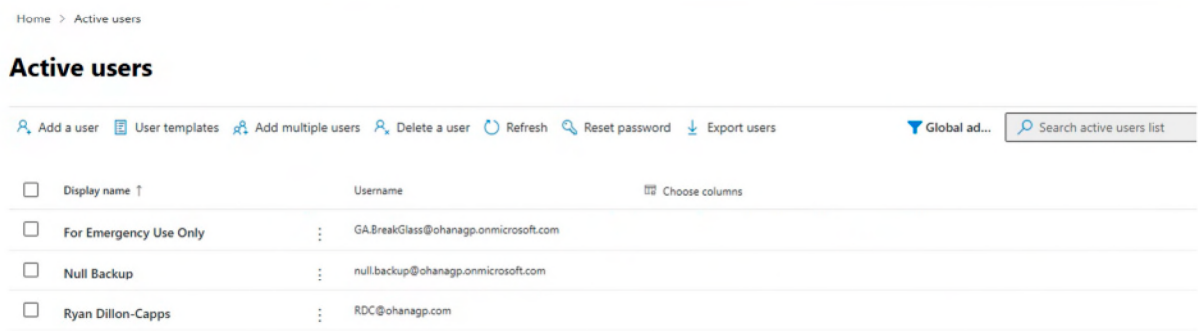 Home > Active users
Active users
Add a user User templates Add multiple users Delete a user Refresh Reset password Export users Global ad... Search active users list
Display name ↑ Username Choose columns
For Emergency Use Only GA.BreakGlass@ohanagp.onmicrosoft.com
Null Backup null.backup@ohanagp.onmicrosoft.com
Ryan Dillon-Capps RDC@ohanagp.com